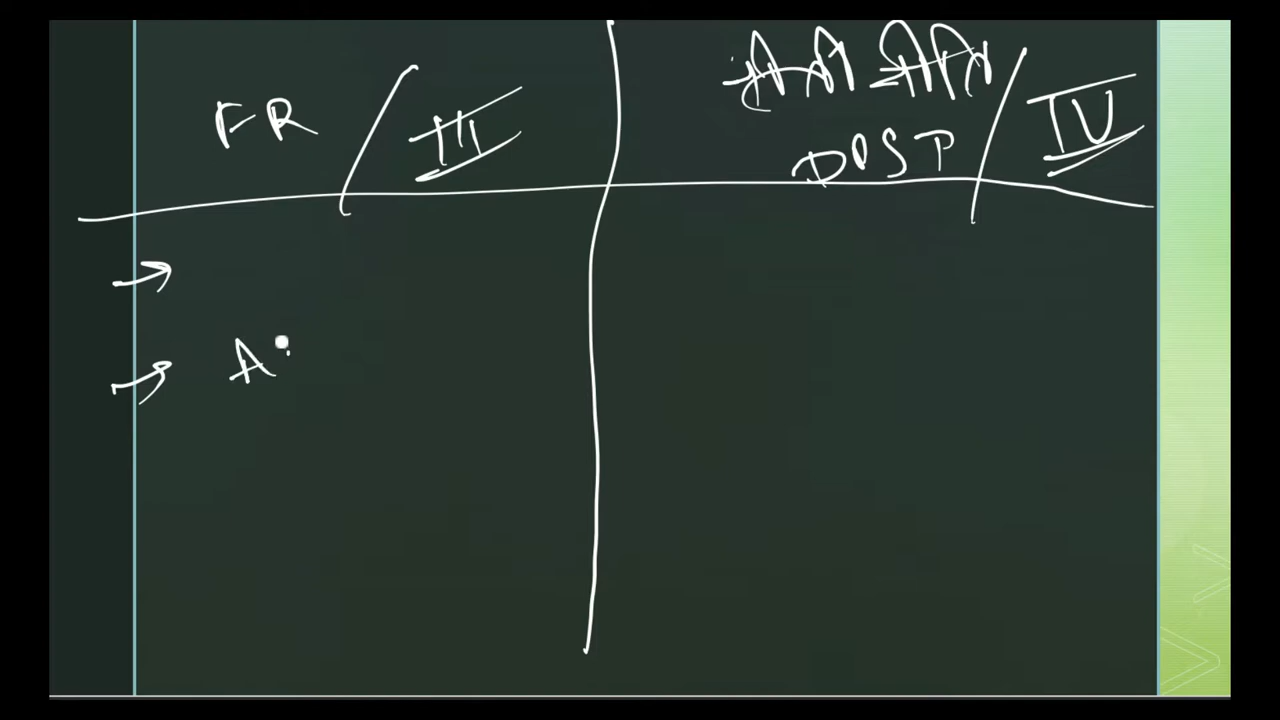 FR / III
DPSP / IV
→
→ A